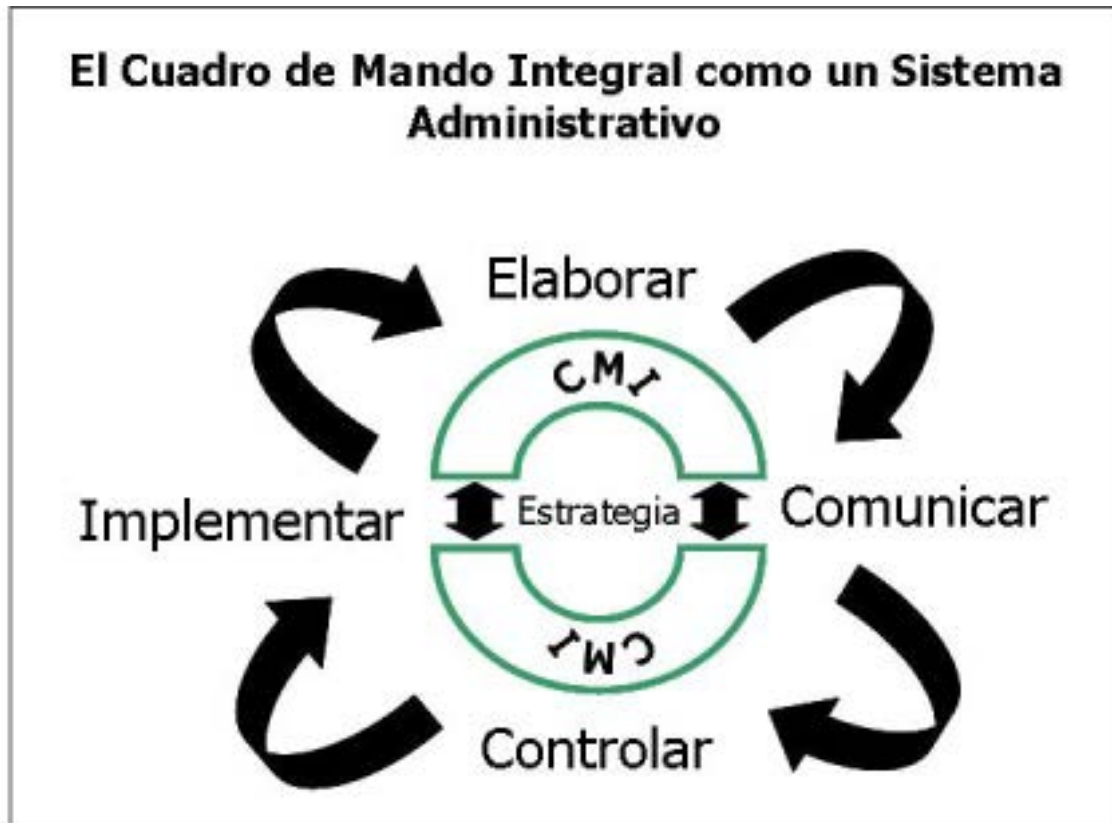 El Cuadro de Mando Integral como un Sistema
Administrativo
Elaborar
CMI
Implementar
Estrategia
Comunicar
CMI
Controlar